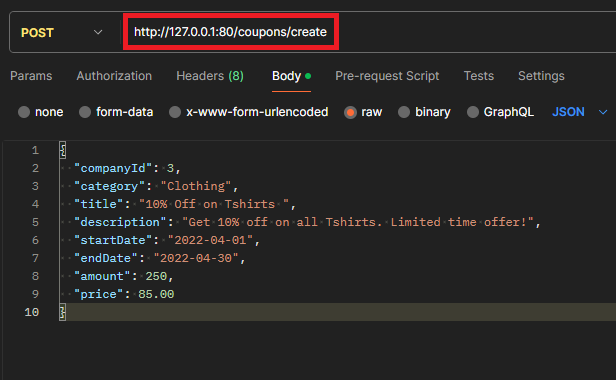 POST http://127.0.0.1:80/coupons/create
Params Authorization Headers (8) Body Pre-request Script Tests Settings
none form-data x-www-form-urlencoded raw binary GraphQL JSON
1 {
2 "companyId": 3,
3 "category": "Clothing",
4 "title": "10% Off on Tshirts ",
5 "description": "Get 10% off on all Tshirts. Limited time offer!",
6 "startDate": "2022-04-01",
7 "endDate": "2022-04-30",
8 "amount": 250,
9 "price": 85.00
10 }